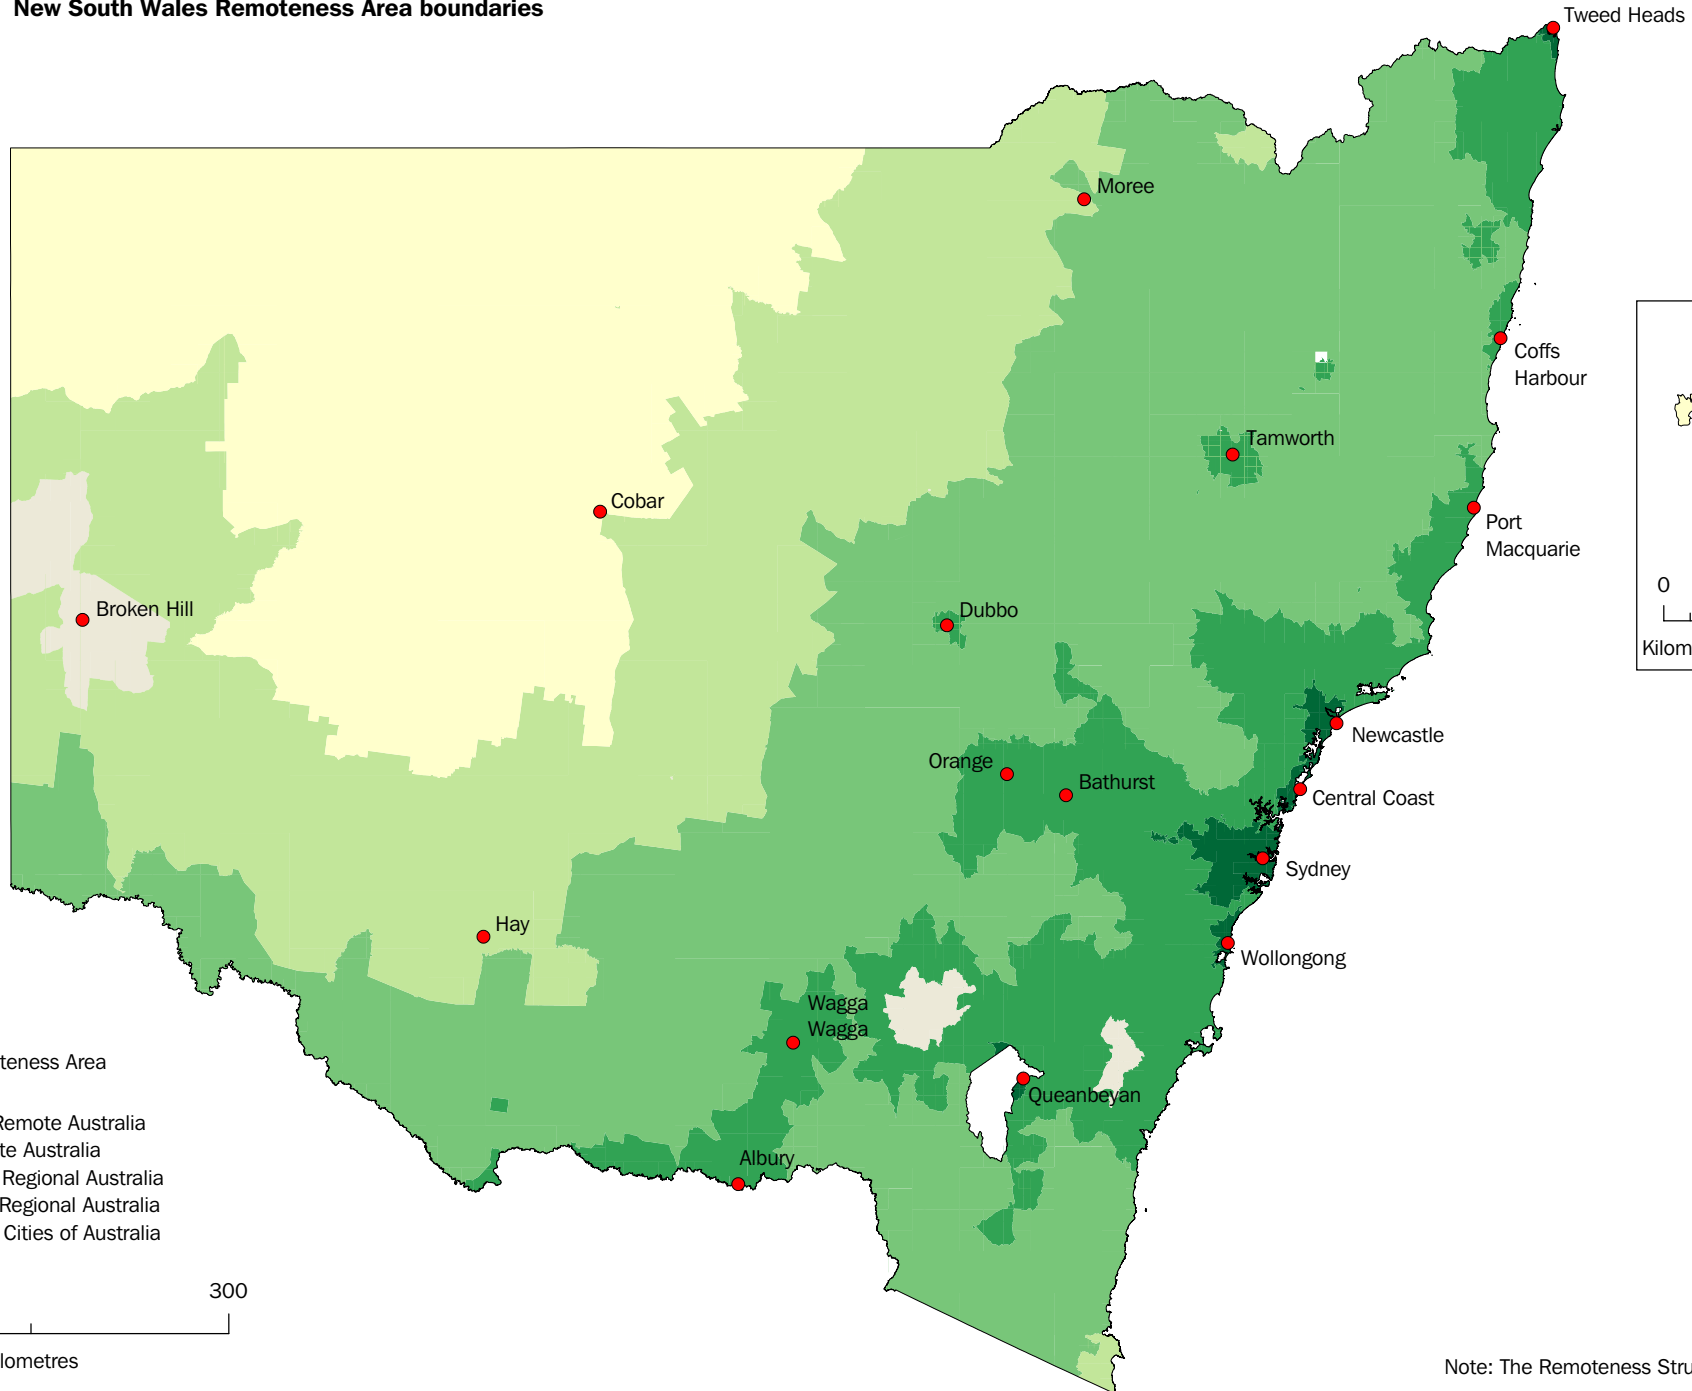 New South Wales Remoteness Area boundaries
Tweed Heads
Moree
Coffs
Harbour
Tamworth
Cobar
Port
Macquarie
0
Broken Hill
Dubbo
Kilom
Newcastle
Orange
Bathurst
Central Coast
Sydney
Hay
Wollongong
Wagga
Wagga
teness Area
Queanbeyan
Remote Australia
te Australia
Regional Australia
Regional Australia
Cities of Australia
Albury
300
lometres
Note: The Remoteness Stru